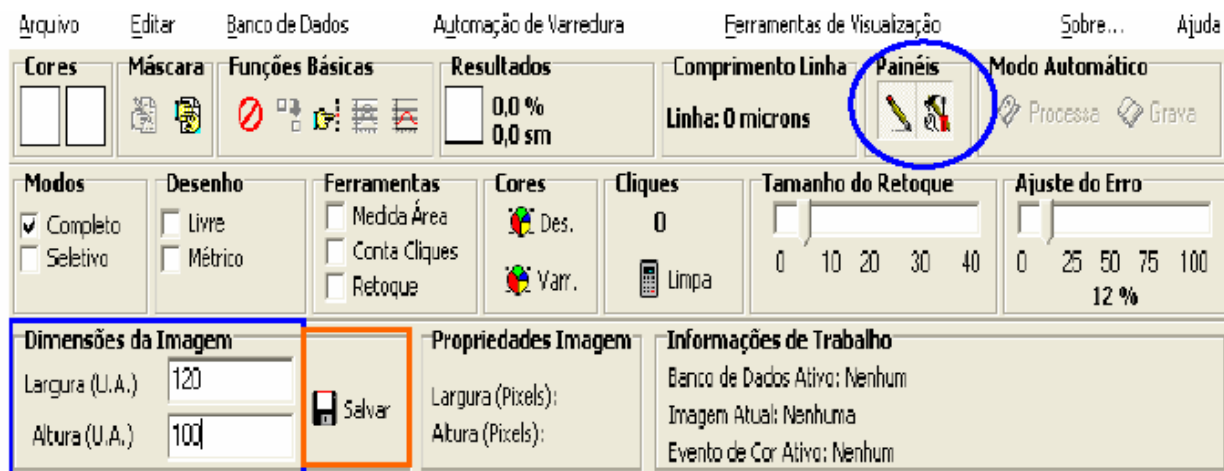 Arquivo Editar Banco de Dados Automação de Varredura Ferramentas de Visualização Sobre... Ajuda
Cores Máscara Funções Básicas Resultados Comprimento Linha Painéis Modo Automático
0,0 %
0,0 sm
Linha: 0 microns
Processa Grava
Modos Desenho Ferramentas Cores Cliques Tamanho do Retoque Ajuste do Erro
Completo Livre Medida Área Des. 0
Seletivo Métrico Conta Cliques
Retoque Varr. Limpa
0 10 20 30 40 0 25 50 75 100
12 %
Dimensões da Imagem Propriedades Imagem Informações de Trabalho
Largura (U.A.) 120 Salvar Largura (Pixels): Banco de Dados Ativo: Nenhum
Altura (U.A.) 100 Altura (Pixels): Imagem Atual: Nenhuma
Evento de Cor Ativo: Nenhum